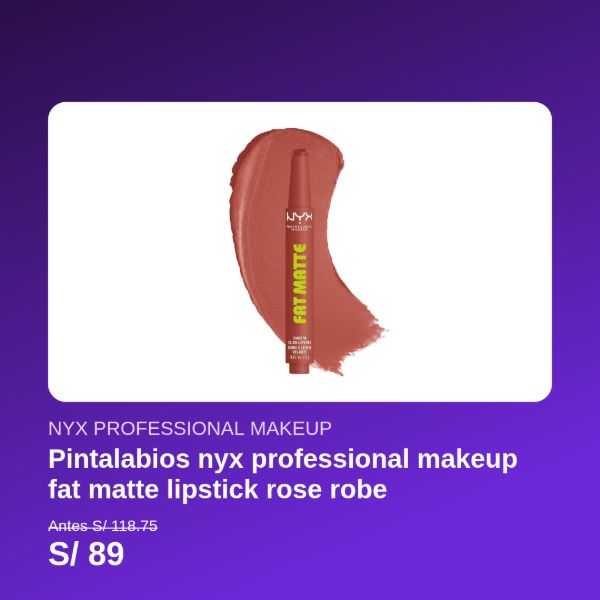 NYX
FAT MATTE
NYX PROFESSIONAL MAKEUP
Pintalabios nyx professional makeup
fat matte lipstick rose robe
Antes S/ 118.75
S/ 89